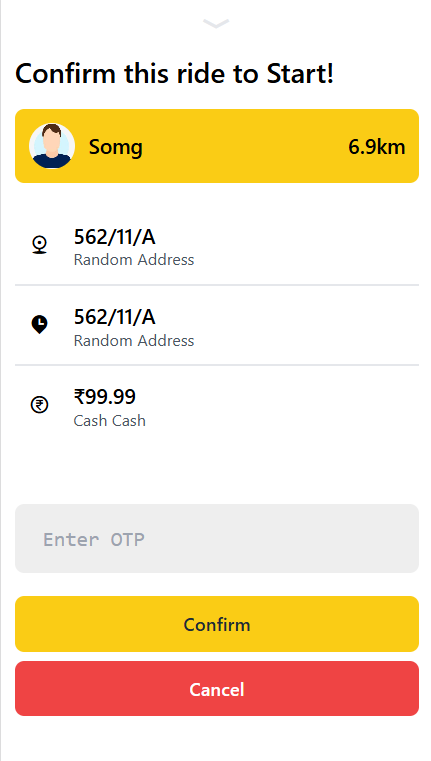 Confirm this ride to Start!
Somg 6.9km
562/11/A
Random Address
562/11/A
Random Address
₹99.99
Cash Cash
Enter OTP
Confirm
Cancel